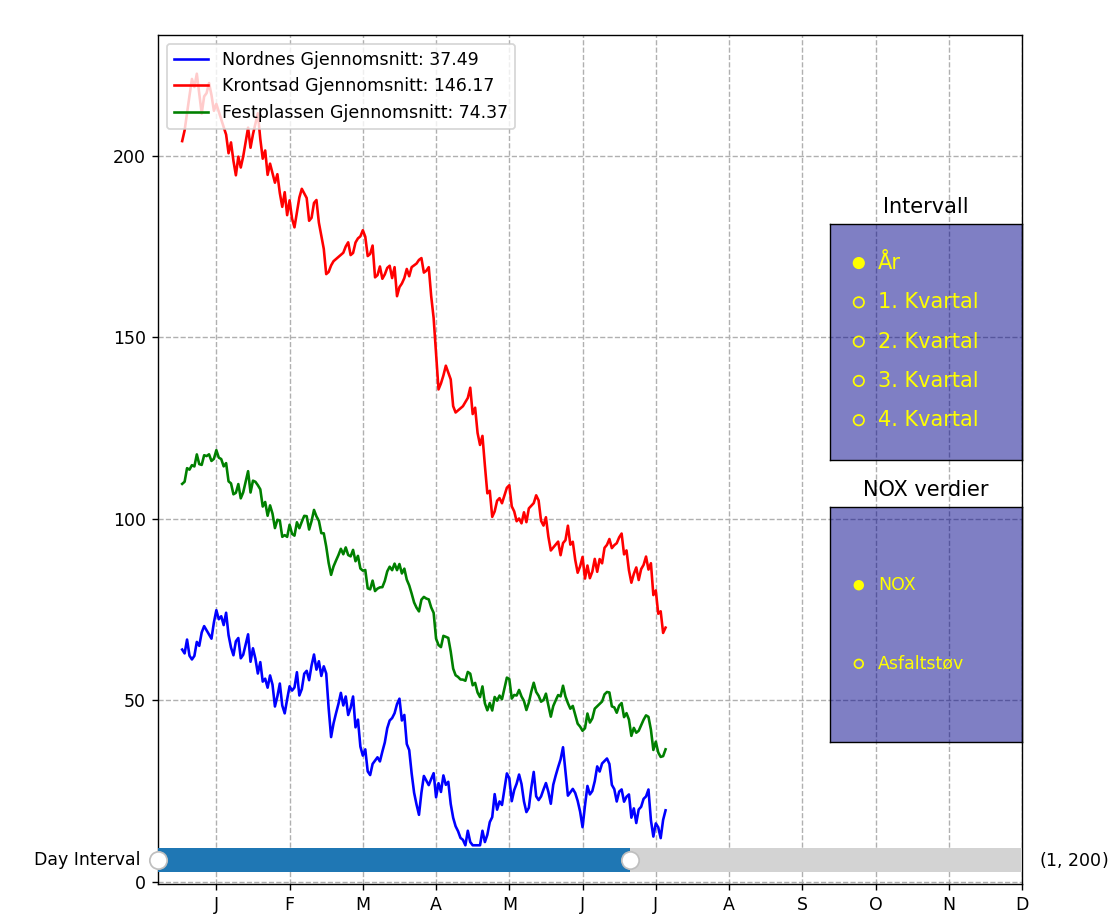 Nordnes Gjennomsnitt: 37.49
Krontsad Gjennomsnitt: 146.17
Festplassen Gjennomsnitt: 74.37
200
150
100
50
0
Intervall
År
1. Kvartal
2. Kvartal
3. Kvartal
4. Kvartal
NOX verdier
NOX
Asfaltstøv
Day Interval
(1, 200)
J F M A M J J A S O N D